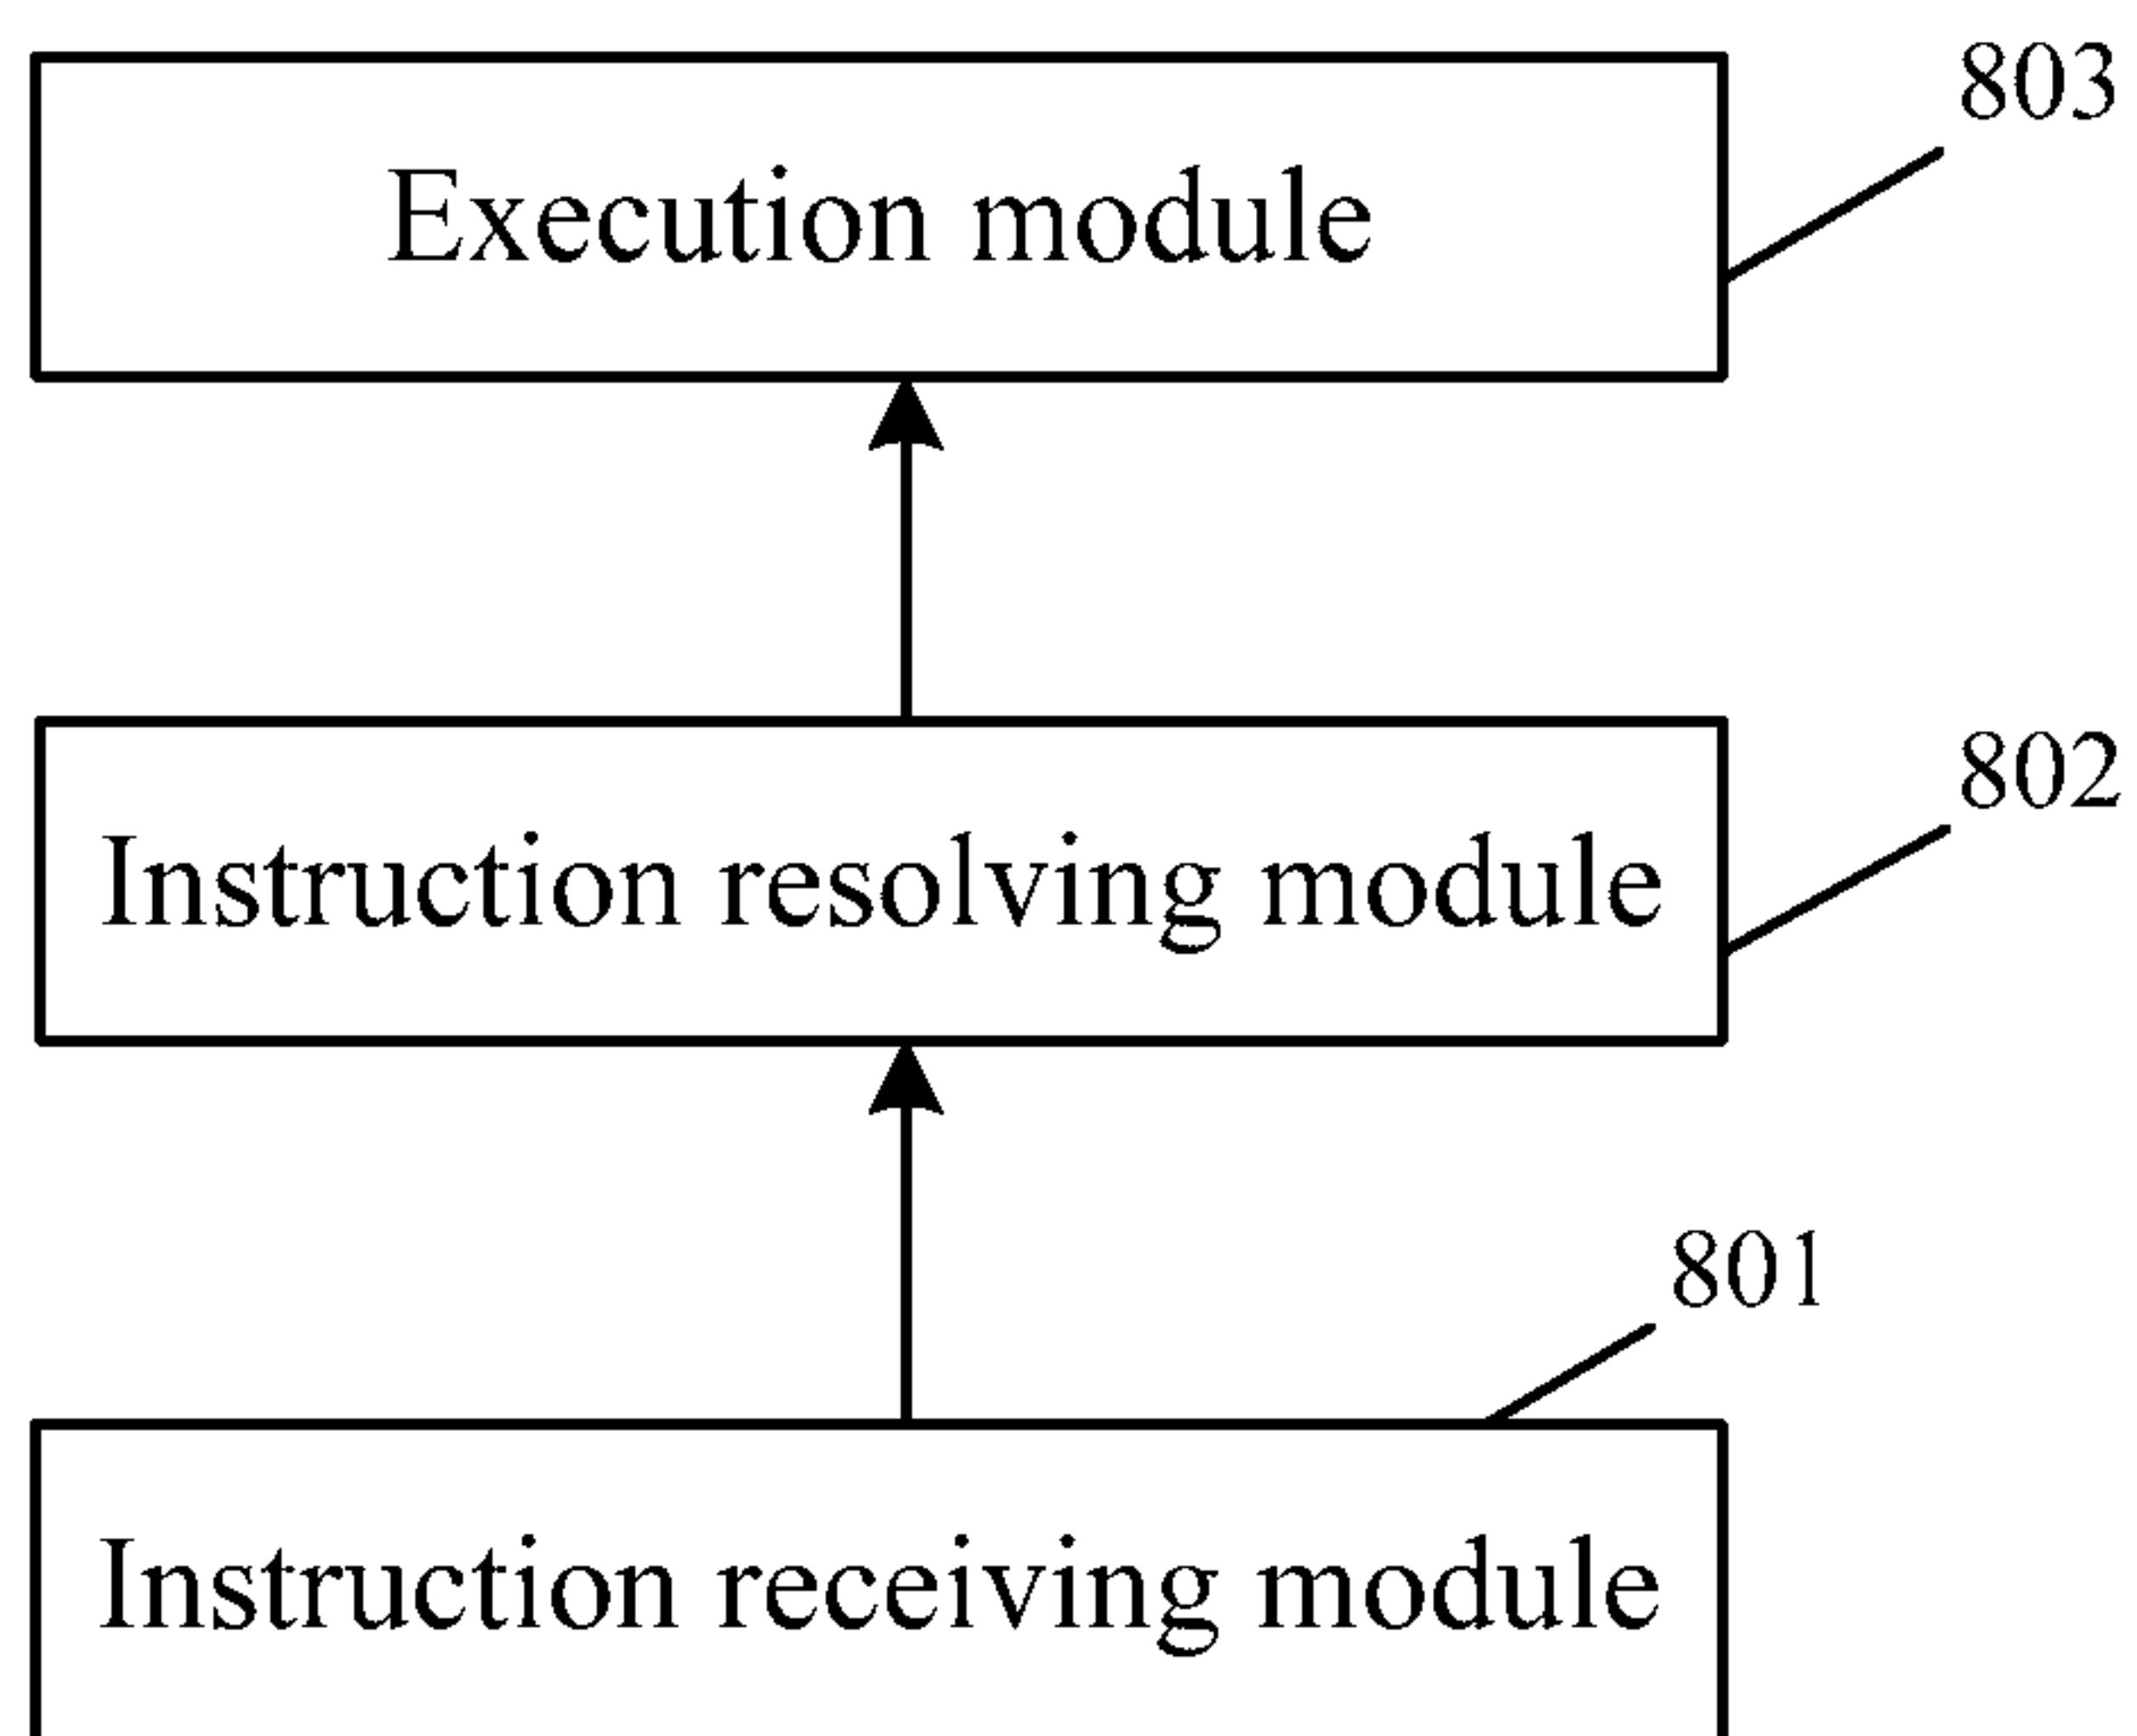 803
Execution module
802
Instruction resolving module
801
Instruction receiving module